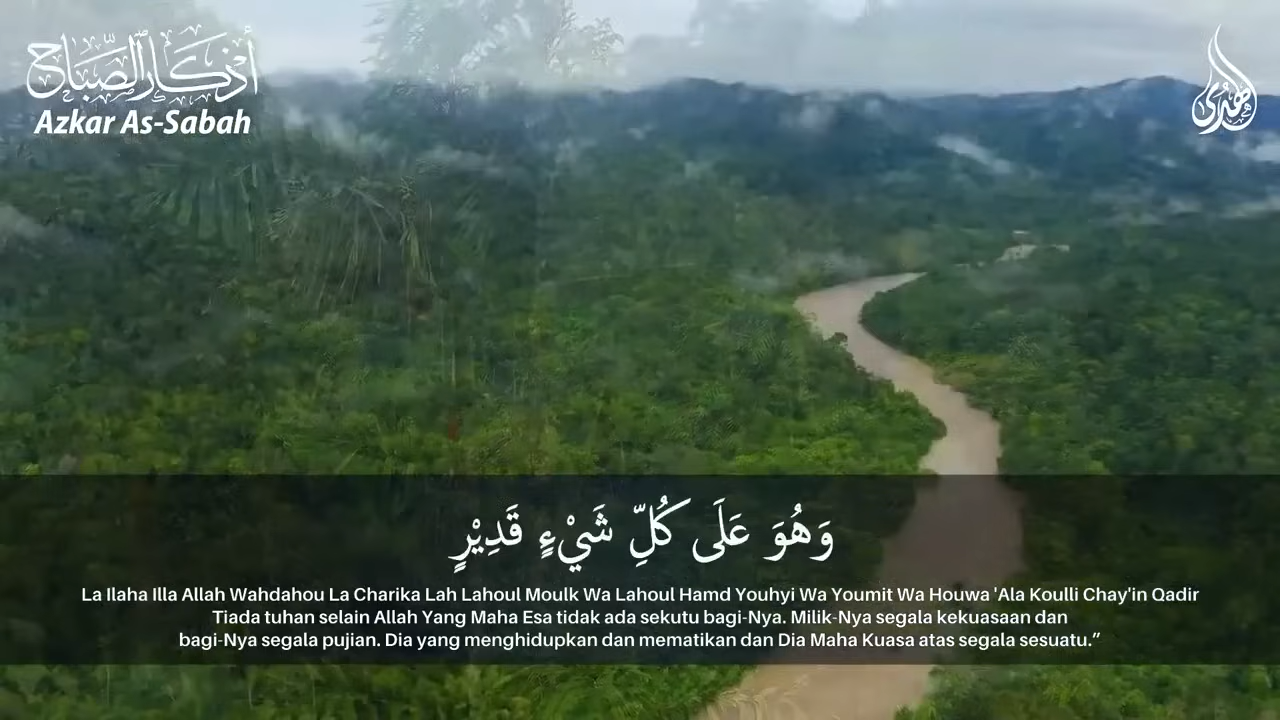 أذكار الصباح
Azkar As-Sabah
هدى
وَهُوَ عَلَى كُلِّ شَيْءٍ قَدِيْرٍ
La Ilaha Illa Allah Wahdahou La Charika Lah Lahoul Moulk Wa Lahoul Hamd Youhyi Wa Youmit Wa Houwa 'Ala Koulli Chay'in Qadir
Tiada tuhan selain Allah Yang Maha Esa tidak ada sekutu bagi-Nya. Milik-Nya segala kekuasaan dan
bagi-Nya segala pujian. Dia yang menghidupkan dan mematikan dan Dia Maha Kuasa atas segala sesuatu.”